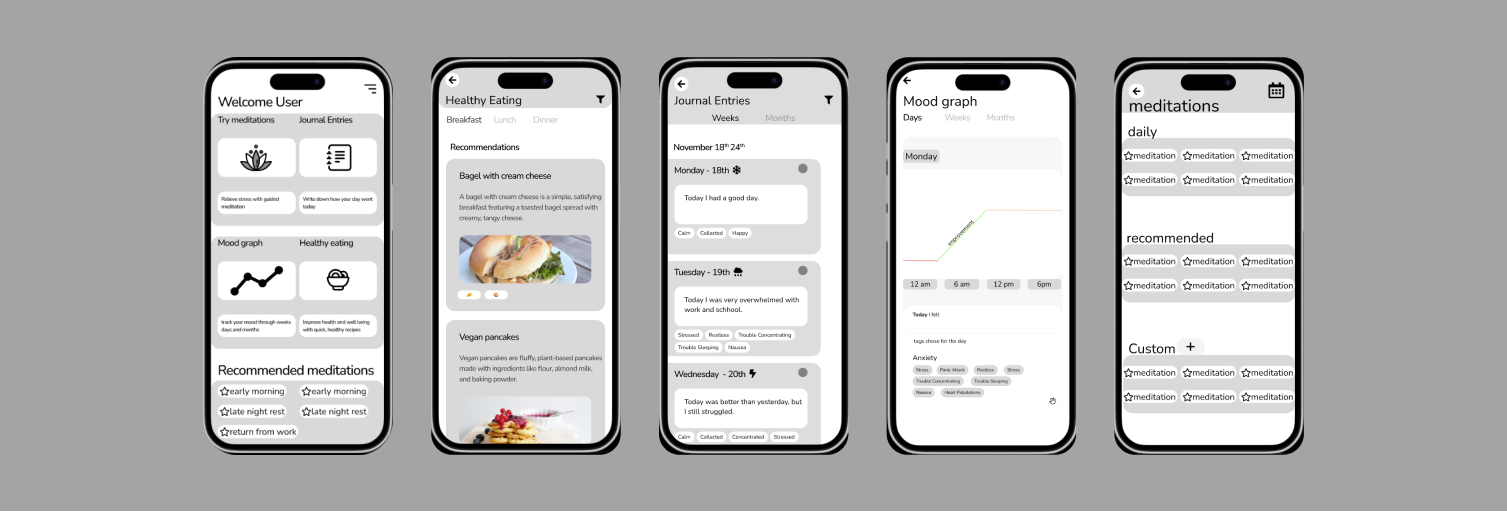 Welcome User
Try meditations
Journal Entries
Relieve stress with guided
meditation
Write down how your day went
today
Mood graph
Healthy eating
track your mood through weeks
days and months
Improve health and well being
with quick, healthy recipes
Recommended meditations
early morning
early morning
late night rest
late night rest
return from work
Healthy Eating
Breakfast
Lunch
Dinner
Recommendations
Bagel with cream cheese
A bagel with cream cheese is a simple, satisfying
breakfast featuring a toasted bagel spread with
creamy, tangy cheese.
Vegan pancakes
Vegan pancakes are fluffy, plant-based pancakes
made with ingredients like flour, almond milk,
and baking powder.
Journal Entries
Weeks
Months
November 18th 24th
Monday - 18th
Today I had a good day.
Calm
Collected
Happy
Tuesday - 19th
Today I was very overwhelmed with
work and schhool.
Stressed
Restless
Trouble Concentrating
Trouble Sleeping
Nausea
Wednesday - 20th
Today was better than yesterday, but
I still struggled.
Calm
Collected
Concentrated
Stressed
Mood graph
Days
Weeks
Months
Monday
improvement
12 am
6 am
12 pm
6pm
Today I felt
tags chose for the day
Anxiety
Stress
Panic Attack
Restless
Stress
Trouble Concentrating
Trouble Sleeping
Nausea
Heart Palpitations
meditations
daily
meditation
meditation
meditation
meditation
meditation
meditation
recommended
meditation
meditation
meditation
meditation
meditation
meditation
Custom +
meditation
meditation
meditation
meditation
meditation
meditation